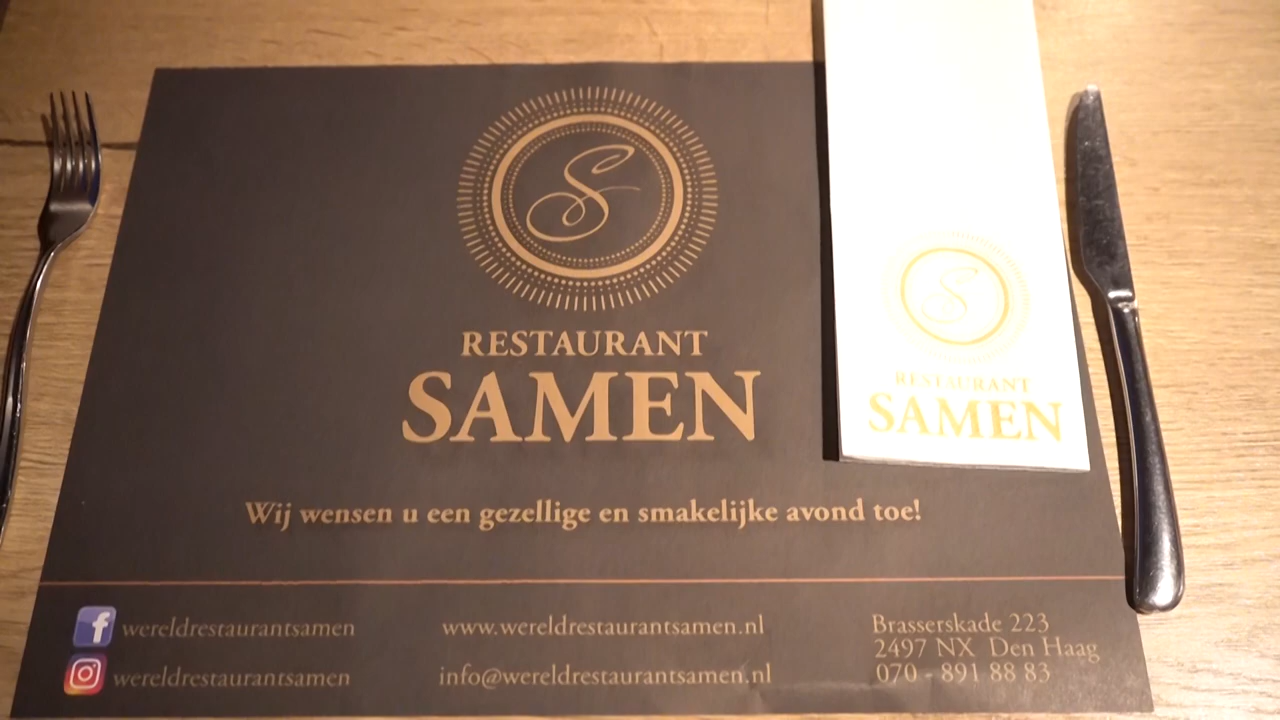 S
RESTAURANT
SAMEN
Wij wensen u een gezellige en smakelijke avond toe!
wereldrestaurantsamen
wereldrestaurantsamen
www.wereldrestaurantsamen.nl
info@wereldrestaurantsamen.nl
Brasserskade 223
2497 NX Den Haag
070 - 891 88 83
S
RESTAURANT
SAMEN